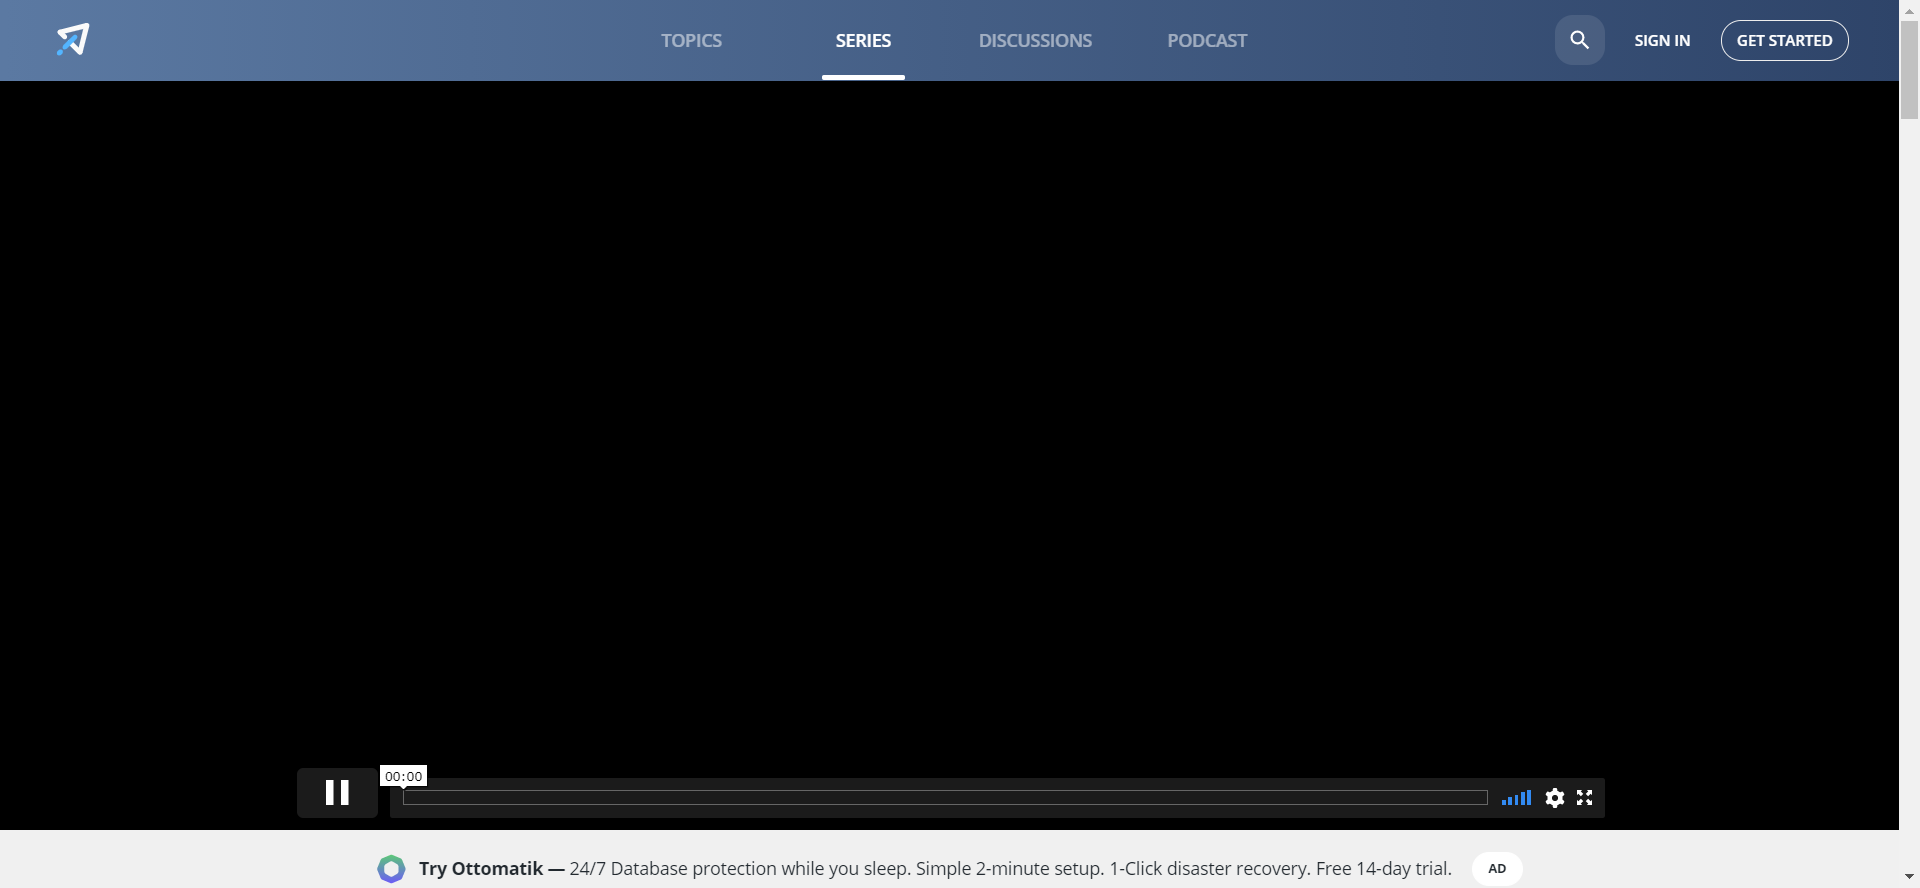 TOPICS SERIES DISCUSSIONS PODCAST SIGN IN GET STARTED
00:00
Try Ottomatik — 24/7 Database protection while you sleep. Simple 2-minute setup. 1-Click disaster recovery. Free 14-day trial. AD